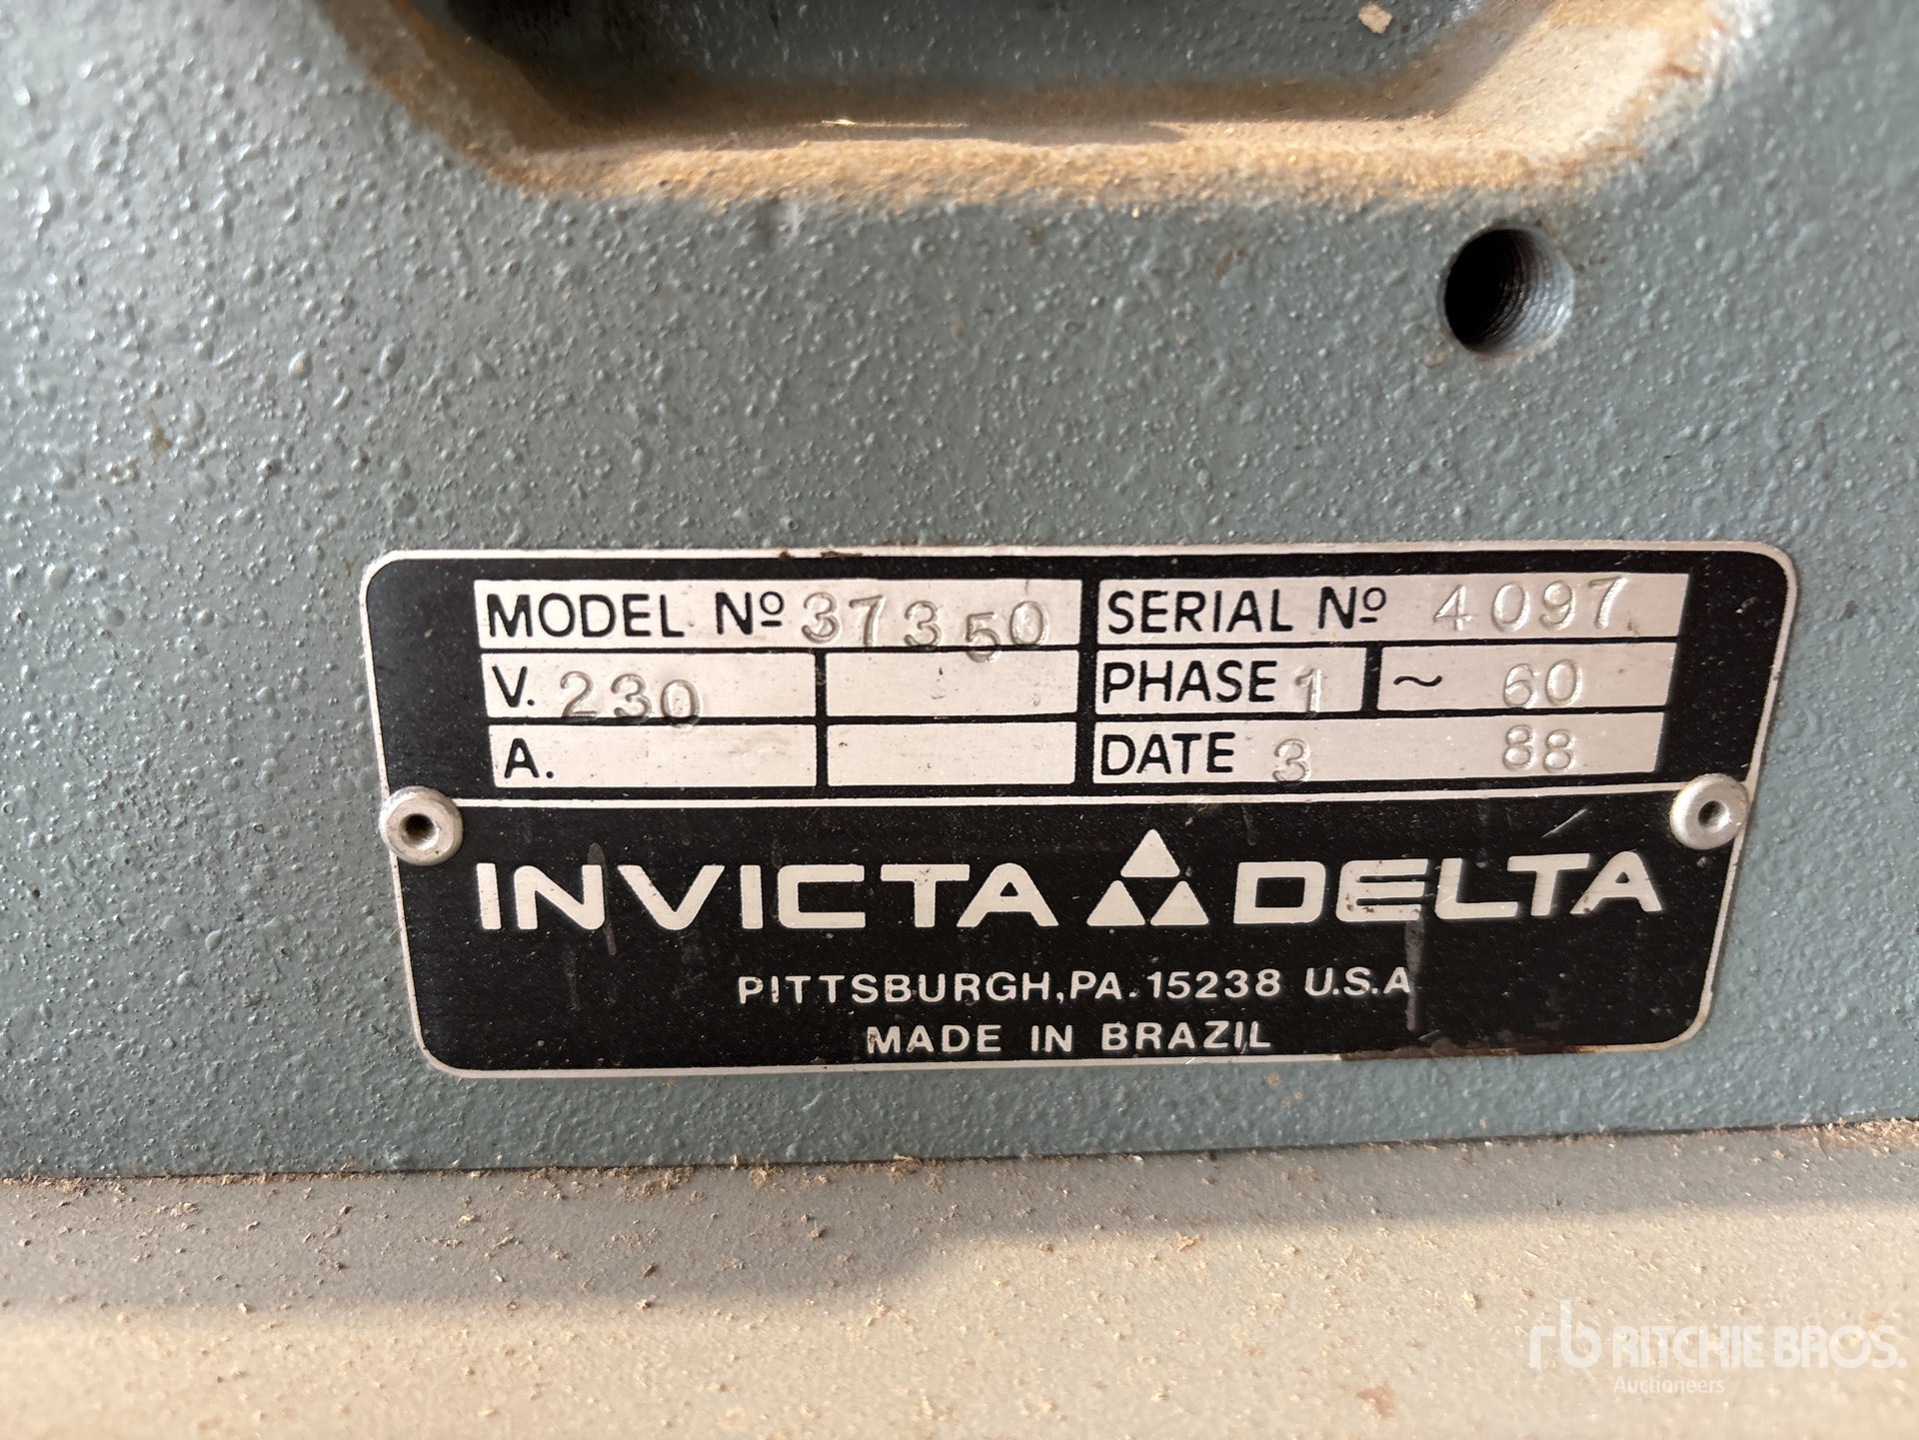 MODEL Nº 37350 SERIAL Nº 4097
V. 230 PHASE 1 ~ 60
A. DATE 3 88
INVICTA DELTA
PITTSBURGH, PA. 15238 U.S.A
MADE IN BRAZIL
rb RITCHIE BROS.
Auctioneers